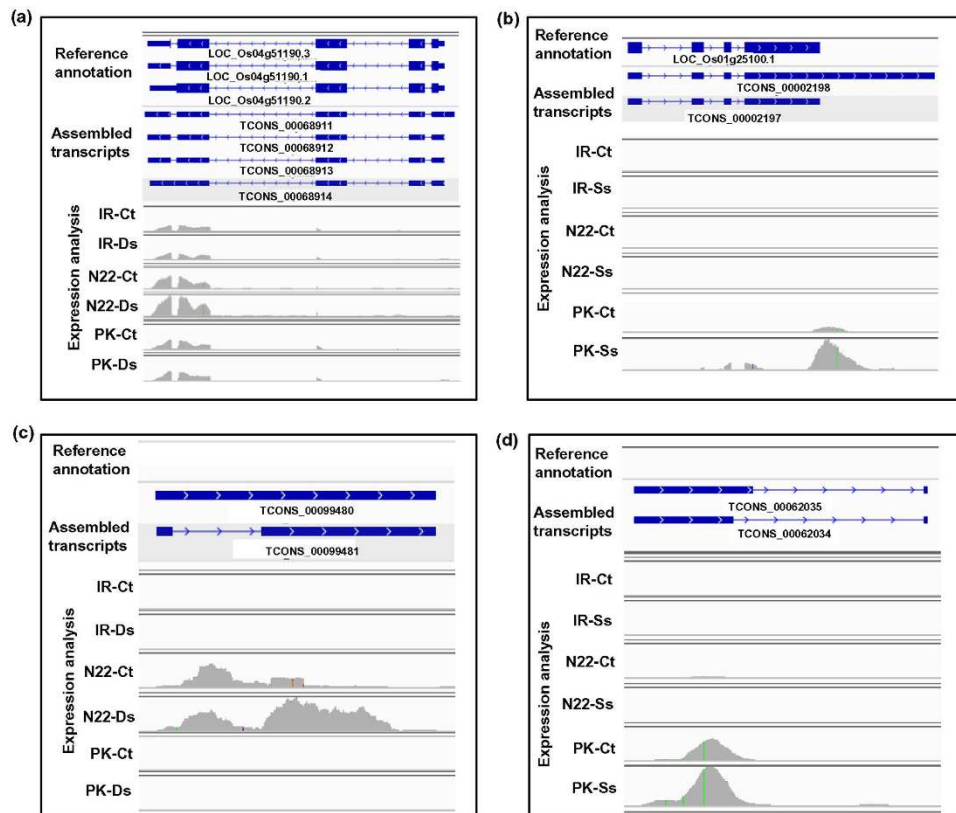 (a)
Reference
annotation
LOC_Os04g51190.3
LOC_Os04g51190.1
LOC_Os04g51190.2
Assembled
transcripts
TCONS_00068911
TCONS_00068912
TCONS_00068913
TCONS_00068914
Expression analysis
IR-Ct
IR-Ds
N22-Ct
N22-Ds
PK-Ct
PK-Ds
(b)
Reference
annotation
LOC_Os01g25100.1
Assembled
transcripts
TCONS_00002198
TCONS_00002197
Expression analysis
IR-Ct
IR-Ss
N22-Ct
N22-Ss
PK-Ct
PK-Ss
(c)
Reference
annotation
Assembled
transcripts
TCONS_00099480
TCONS_00099481
Expression analysis
IR-Ct
IR-Ds
N22-Ct
N22-Ds
PK-Ct
PK-Ds
(d)
Reference
annotation
Assembled
transcripts
TCONS_00062035
TCONS_00062034
Expression analysis
IR-Ct
IR-Ss
N22-Ct
N22-Ss
PK-Ct
PK-Ss